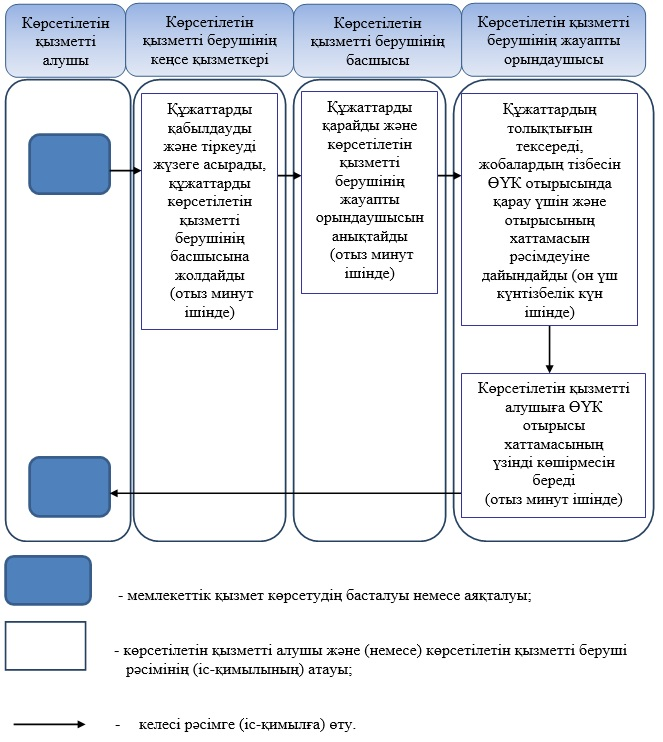 Көрсетілетін
қызметті
алушы
Көрсетілетін
қызметті берушінің
кеңсе қызметкері
Көрсетілетін
қызметті берушінің
басшысы
Көрсетілетін қызметті
берушінің жауапты
орындаушысы
Құжаттарды
қабылдауды
және тіркеуді
жүзеге асырады,
құжаттарды
көрсетілетін
қызметті
берушінің
басшысына
жолдайды
(отыз минут
ішінде)
Құжаттарды
қарайды және
көрсетілетін
қызметті
берушінің
жауапты
орындаушысын
анықтайды
(отыз минут
ішінде)
Құжаттардың
толықтығын
тексереді,
жобалардың тізбесін
ӨҮК отырысында
қарау үшін және
отырысының
хаттамасын
рәсімдеуіне
дайындайды (он үш
күнтізбелік күн
ішінде)
Көрсетілетін қызметті
алушыға ӨҮК
отырысы
хаттамасының
үзінді көшірмесін
береді
(отыз минут ішінде)
- мемлекеттік қызмет көрсетудің басталуы немесе аяқталуы;
- көрсетілетін қызметті алушы және (немесе) көрсетілетін қызметті беруші
рәсімінің (іс-қимылының) атауы;
- келесі рәсімге (іс-қимылға) өту.